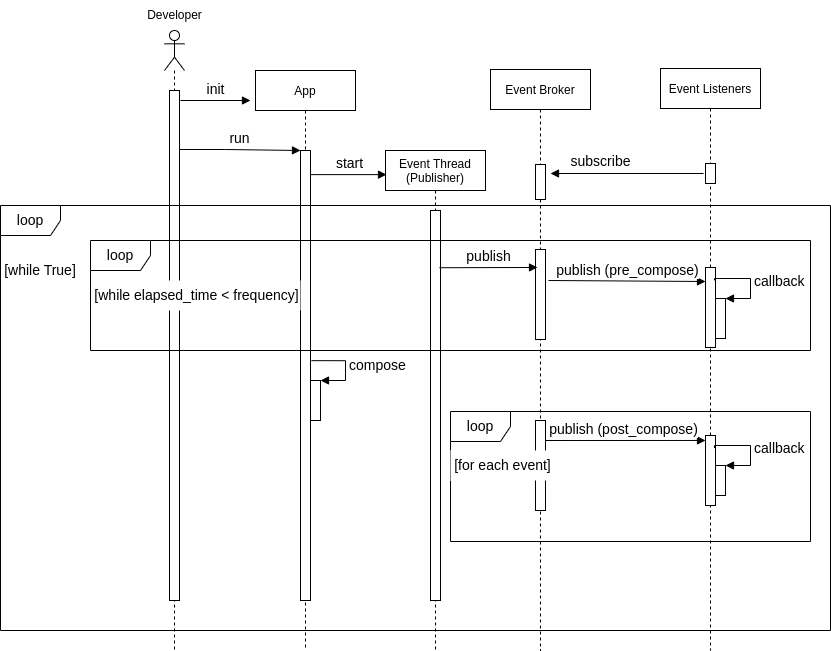 Developer
init
App
Event Broker
Event Listeners
run
start
Event Thread
(Publisher)
subscribe
loop
loop
[while True]
publish
publish (pre_compose)
callback
[while elapsed_time < frequency]
compose
loop
publish (post_compose)
callback
[for each event]